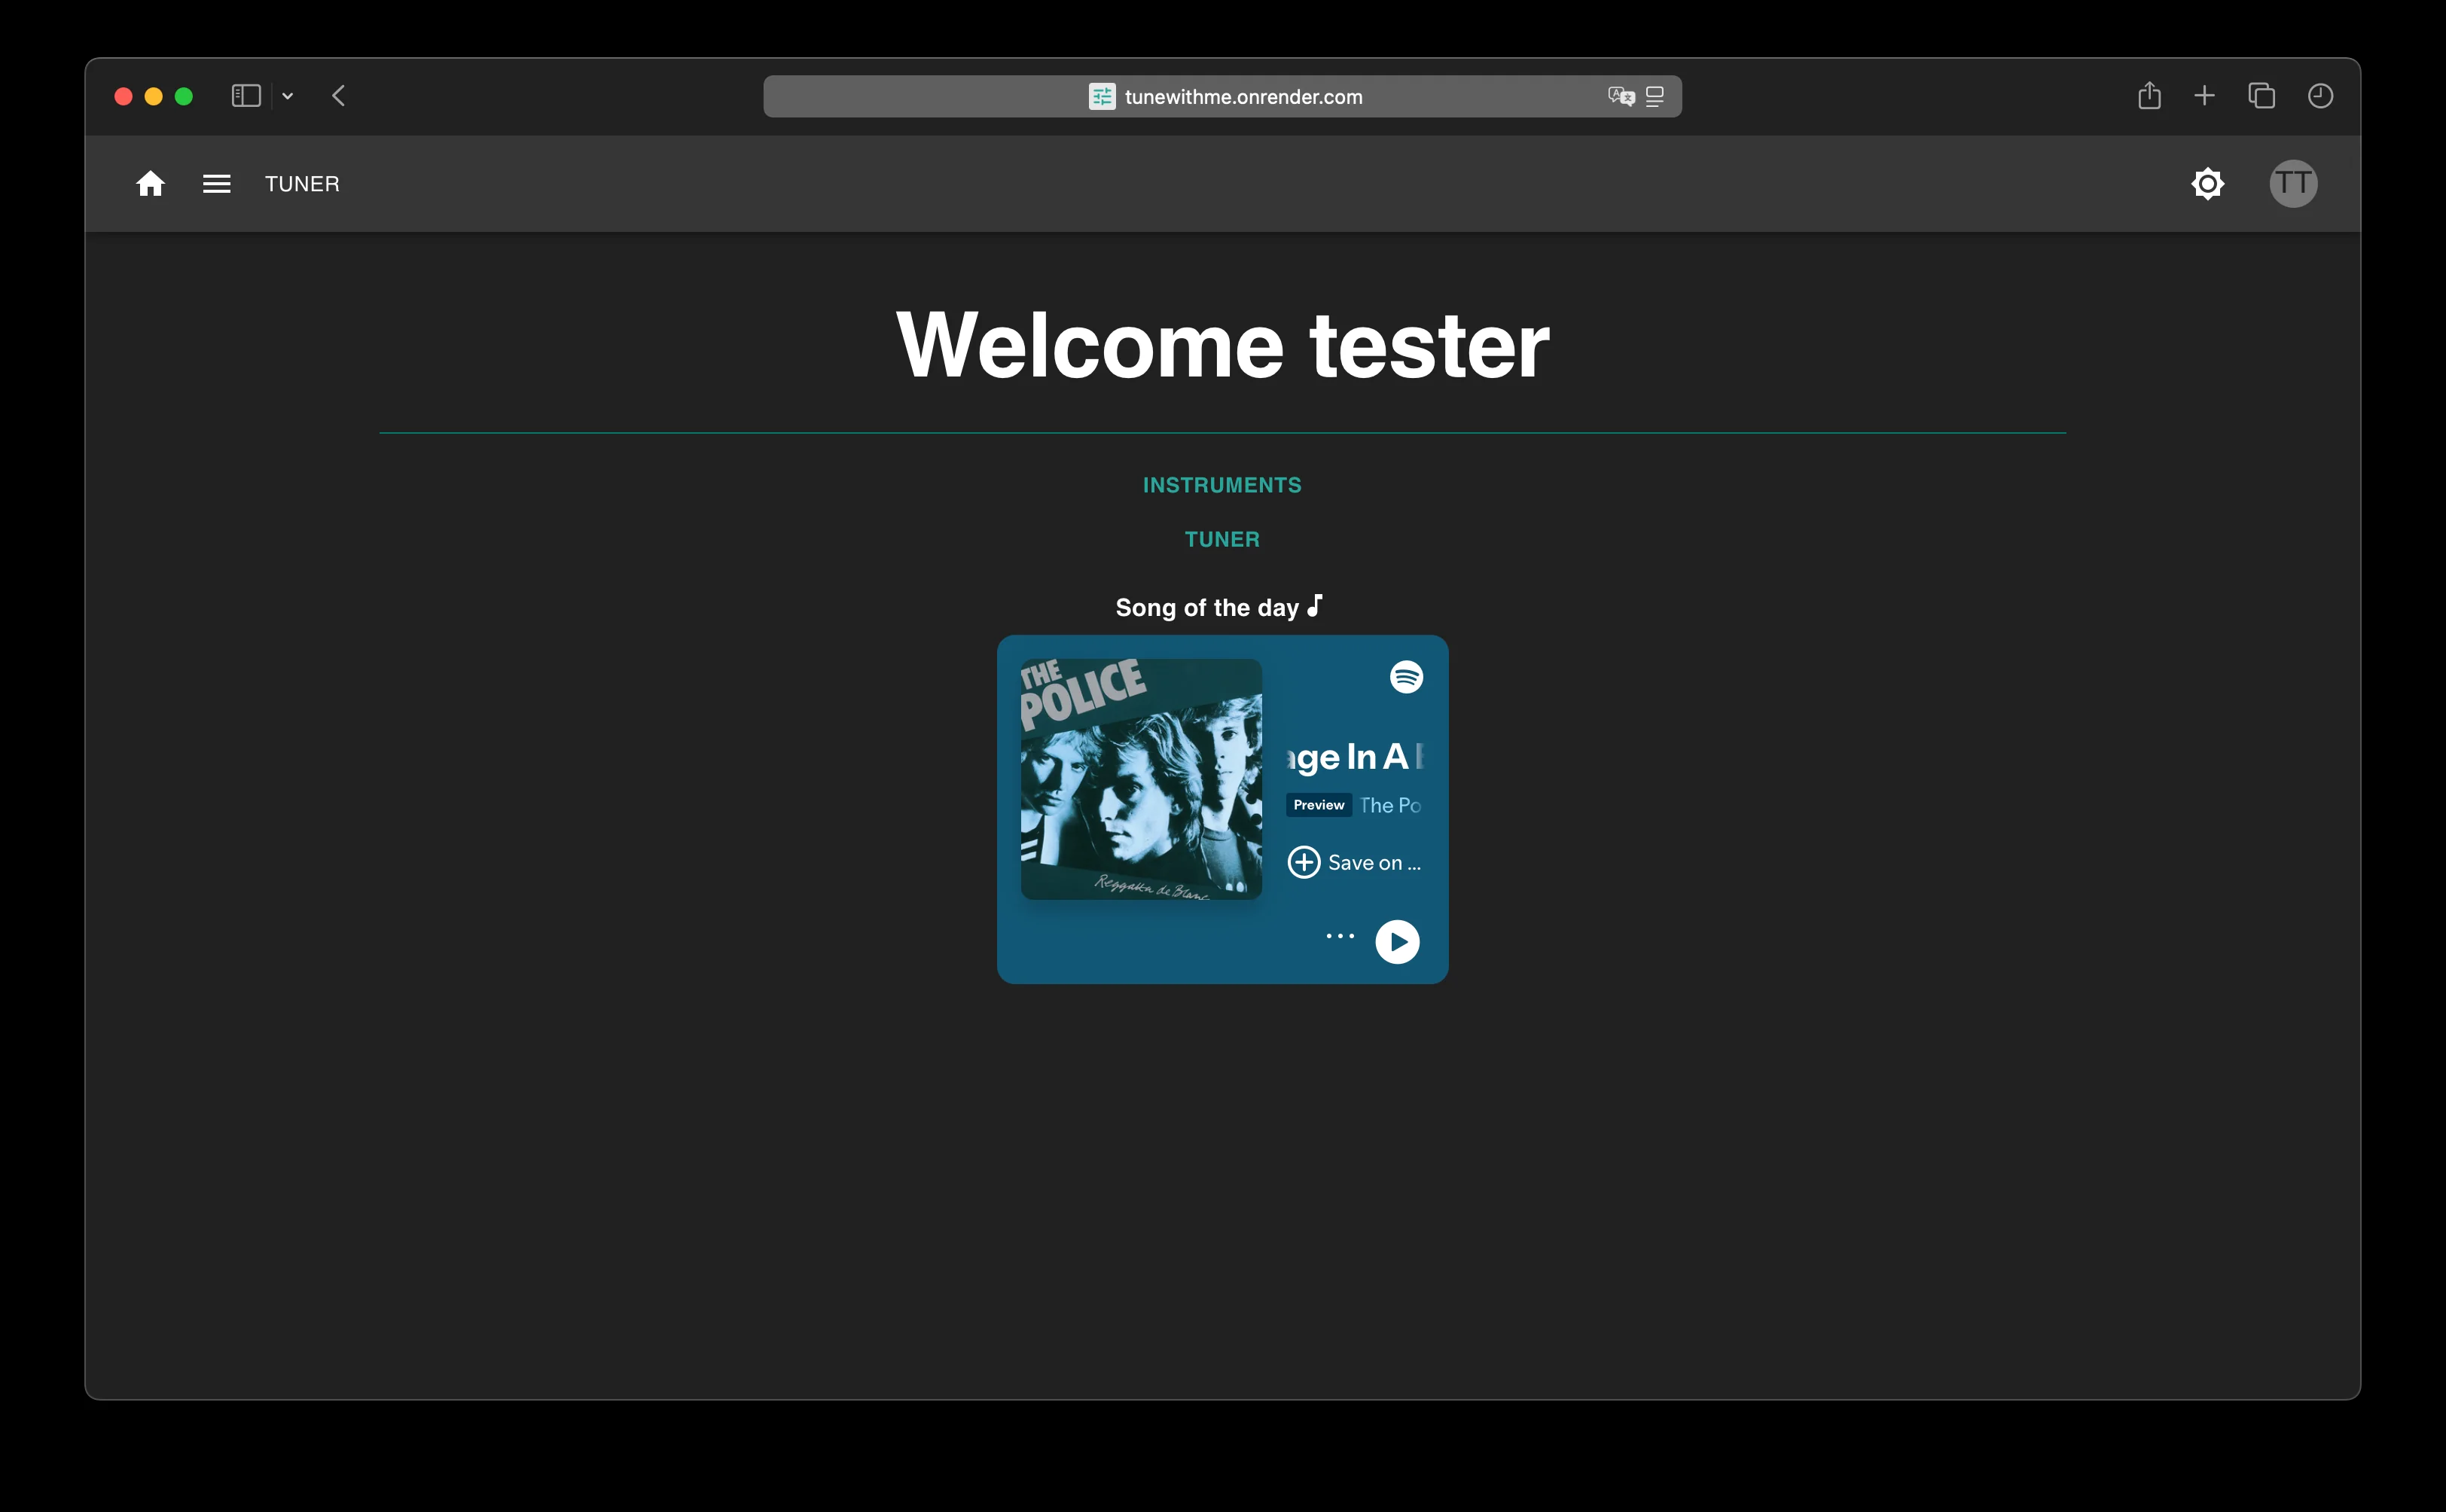 tunewithme.onrender.com
TUNER
TT
Welcome tester
INSTRUMENTS
TUNER
Song of the day
THE
POLICE
Reggatta de Blanc
age In A
Preview The Po
Save on ...